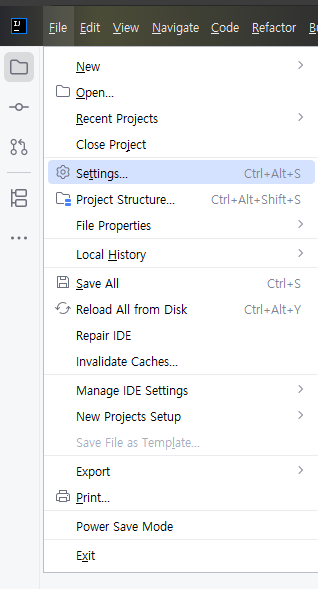 IJ
File Edit View Navigate Code Refactor
New
Open...
Recent Projects
Close Project
Settings... Ctrl+Alt+S
Project Structure... Ctrl+Alt+Shift+S
File Properties
Local History
Save All Ctrl+S
Reload All from Disk Ctrl+Alt+Y
Repair IDE
Invalidate Caches...
Manage IDE Settings
New Projects Setup
Save File as Template...
Export
Print...
Power Save Mode
Exit